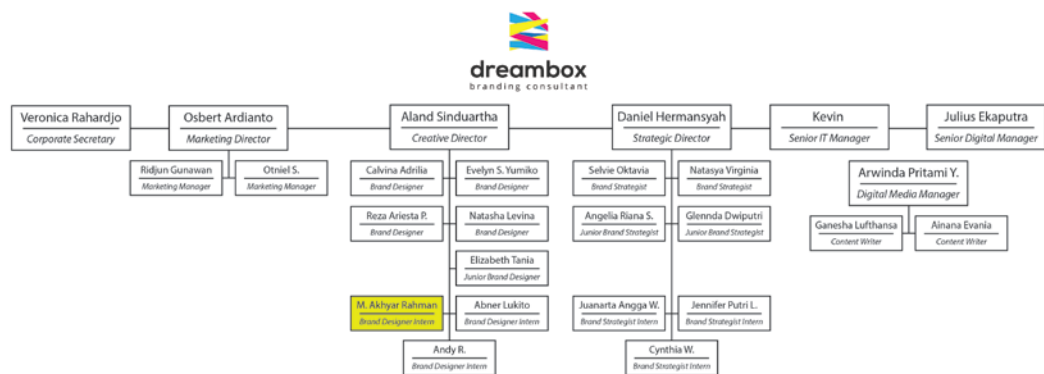 dreambox
branding consultant
Veronica Rahardjo
Corporate Secretary
Osbert Ardianto
Marketing Director
Aland Sinduartha
Creative Director
Daniel Hermansyah
Strategic Director
Kevin
Senior IT Manager
Julius Ekaputra
Senior Digital Manager
Ridjun Gunawan
Marketing Manager
Otniel S.
Marketing Manager
Calvina Adrilia
Brand Designer
Evelyn S. Yumiko
Brand Designer
Selvie Oktavia
Brand Strategist
Natasya Virginia
Brand Strategist
Arwinda Pritami Y.
Digital Media Manager
Reza Ariesta P.
Brand Designer
Natasha Levina
Brand Designer
Angelia Riana S.
Junior Brand Strategist
Glennda Dwiputri
Junior Brand Strategist
Ganesha Lufthansa
Content Writer
Ainana Evania
Content Writer
Elizabeth Tania
Junior Brand Designer
M. Akhyar Rahman
Brand Designer Intern
Abner Lukito
Brand Designer Intern
Juanarta Angga W.
Brand Strategist Intern
Jennifer Putri L.
Brand Strategist Intern
Andy R.
Brand Designer Intern
Cynthia W.
Brand Strategist Intern